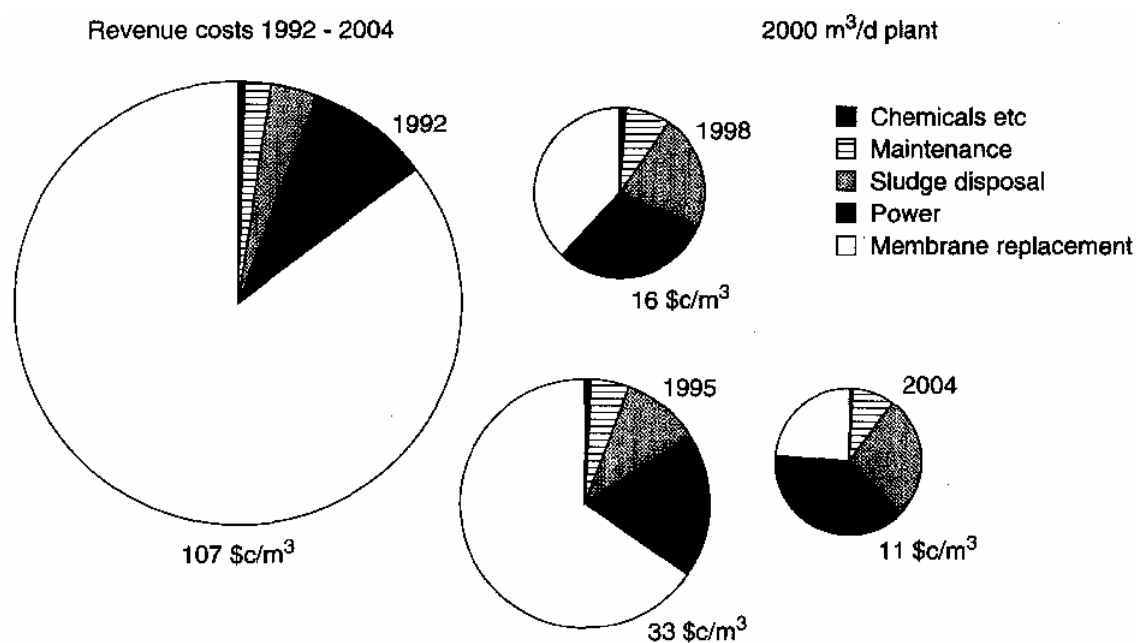 Revenue costs 1992 - 2004
2000 m³/d plant
1992
107 $c/m³
1998
16 $c/m³
Chemicals etc
Maintenance
Sludge disposal
Power
Membrane replacement
1995
33 $c/m³
2004
11 $c/m³